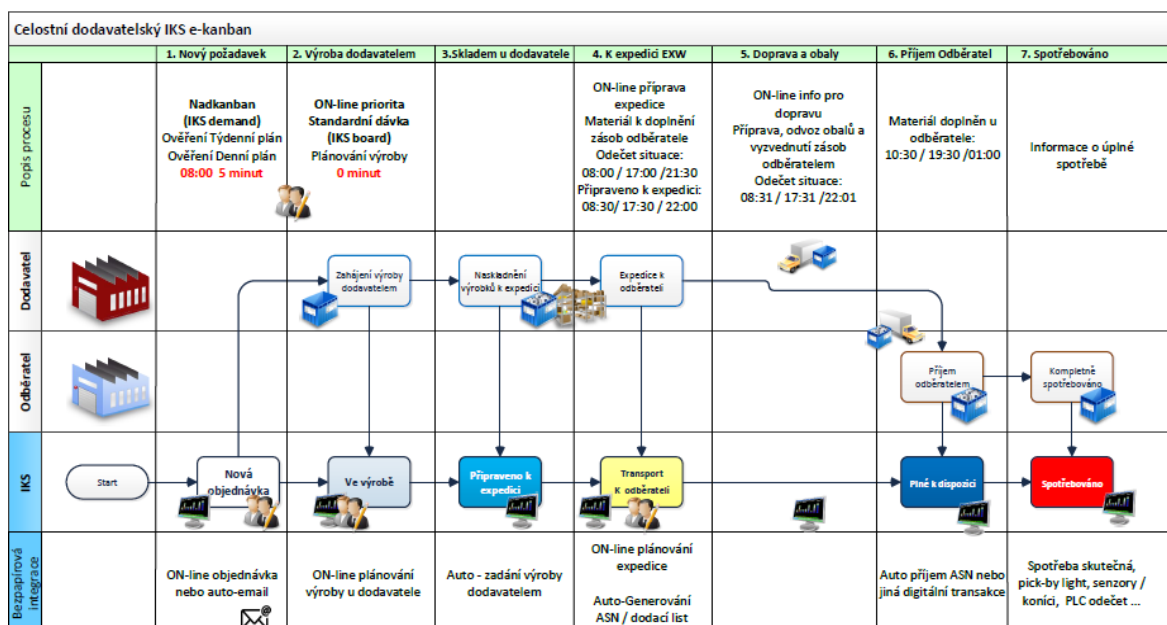 Celostní dodavatelský IKS e-kanban
1. Nový požadavek
2. Výroba dodavatelem
3.Skladem u dodavatele
4. K expedici EXW
5. Doprava a obaly
6. Příjem Odběratel
7. Spotřebováno
Popis procesu
Nadkanban
(IKS demand)
Ověření Týdenní plán
Ověření Denní plán
08:00 5 minut
ON-line priorita
Standardní dávka
(IKS board)
Plánování výroby
0 minut
ON-line příprava
expedice
Materiál k doplnění
zásob odběratele
Odečet situace:
08:00 / 17:00 /21:30
Připraveno k expedici:
08:30/ 17:30 / 22:00
ON-line info pro
dopravu
Příprava, odvoz obalů a
vyzvednutí zásob
odběratelem
Odečet situace:
08:31 / 17:31 /22:01
Materiál doplněn u
odběratele:
10:30 / 19:30 /01:00
Informace o úplné
spotřebě
Dodavatel
Zahájení výroby
dodavatelem
Naskladnění
výrobků k expedici
Expedice k
odběrateli
Odběratel
Příjem
odběratelem
Kompletně
spotřebováno
IKS
Start
Nová
objednávka
Ve výrobě
Připraveno k
expedici
Transport
K odběrateli
Plné k dispozici
Spotřebováno
Bezpapírová
integrace
ON-line objednávka
nebo auto-email
ON-line plánování
výroby u dodavatele
Auto - zadání výroby
dodavatelem
ON-line plánování
expedice
Auto-Generování
ASN / dodací list
Auto příjem ASN nebo
jiná digitální transakce
Spotřeba skutečná,
pick-by light, senzory /
koníci, PLC odečet ...